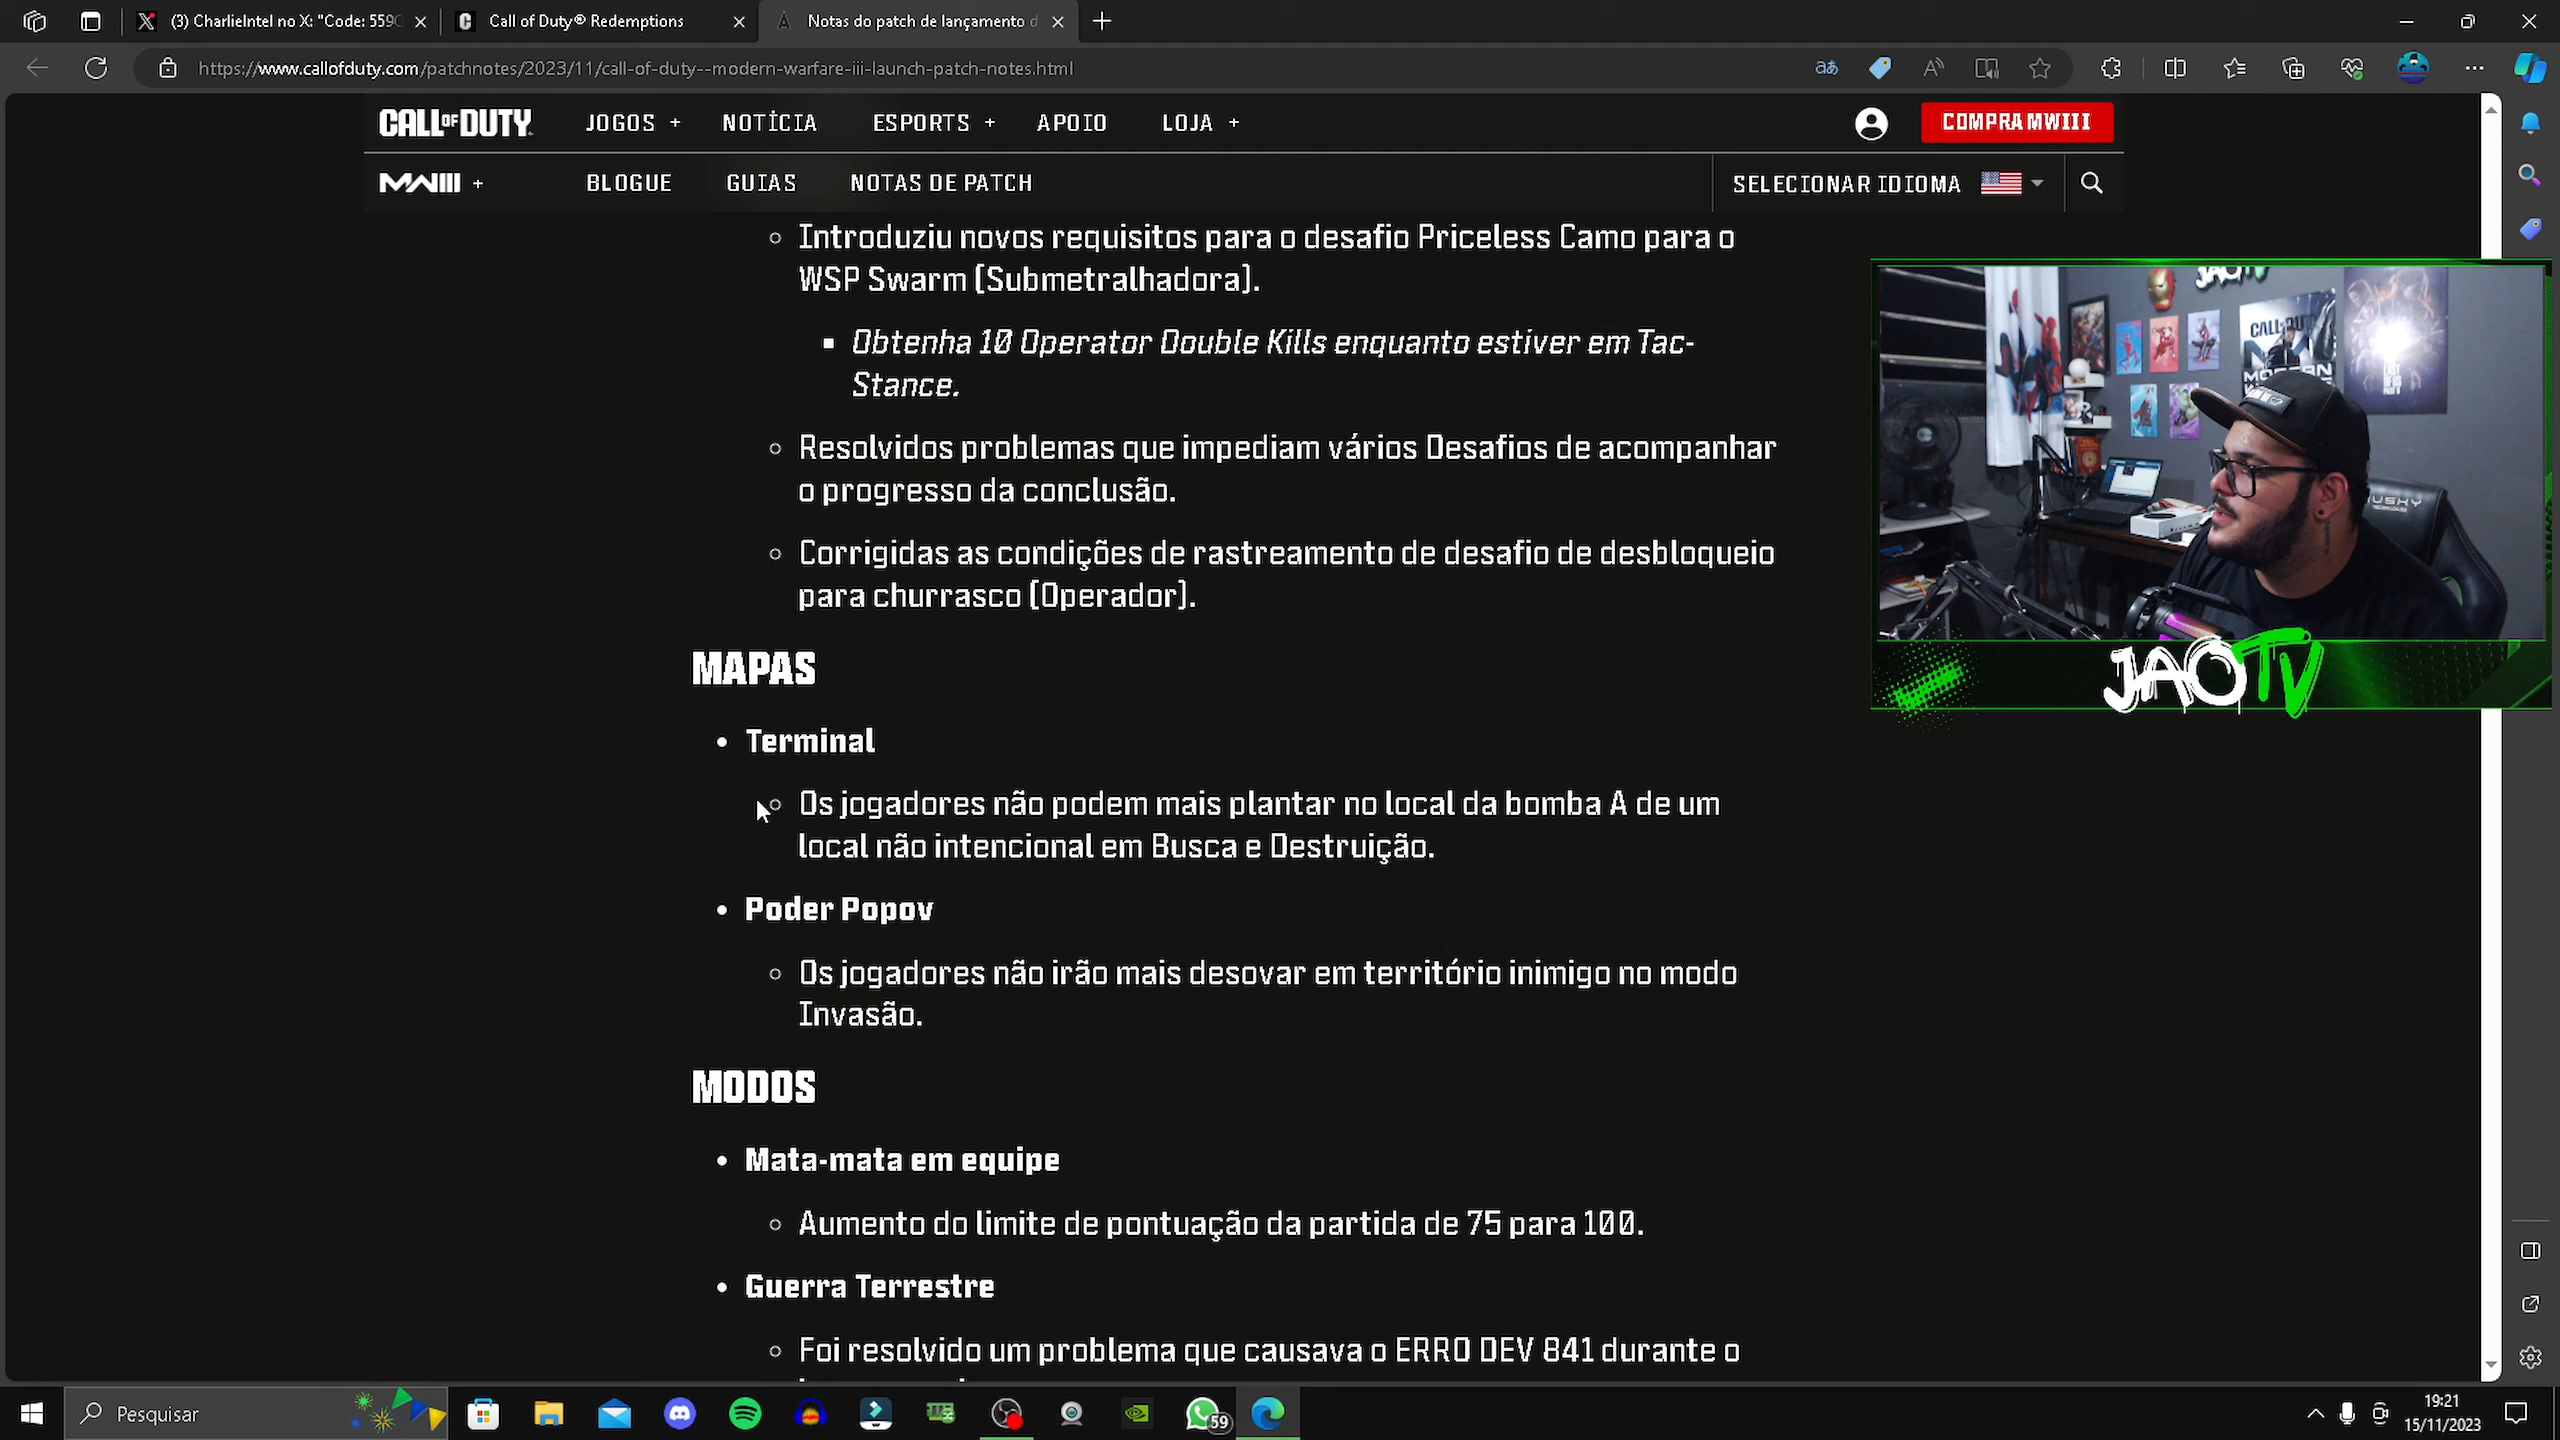 (3) CharlieIntel no X: "Code: 559C
Call of Duty® Redemptions
Notas do patch de lançamento d
https://www.callofduty.com/patchnotes/2023/11/call-of-duty--modern-warfare-iii-launch-patch-notes.html
CALL OF DUTY
JOGOS +
NOTÍCIA
ESPORTS +
APOIO
LOJA +
COMPRA MWIII
MWIII +
BLOGUE
GUIAS
NOTAS DE PATCH
SELECIONAR IDIOMA
Introduziu novos requisitos para o desafio Priceless Camo para o
WSP Swarm [Submetralhadora].
Obtenha 10 Operator Double Kills enquanto estiver em Tac-
Stance.
Resolvidos problemas que impediam vários Desafios de acompanhar
o progresso da conclusão.
Corrigidas as condições de rastreamento de desafio de desbloqueio
para churrasco [Operador].
MAPAS
Terminal
Os jogadores não podem mais plantar no local da bomba A de um
local não intencional em Busca e Destruição.
Poder Popov
Os jogadores não irão mais desovar em território inimigo no modo
Invasão.
MODOS
Mata-mata em equipe
Aumento do limite de pontuação da partida de 75 para 100.
Guerra Terrestre
Foi resolvido um problema que causava o ERRO DEV 841 durante o
JAOTV
CALL OF DUTY
JAOTV
Pesquisar
59
19:21
15/11/2023